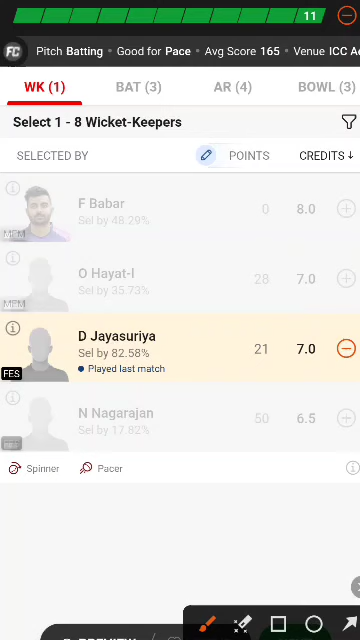 11
FC Pitch Batting • Good for Pace • Avg Score 165 • Venue ICC Ac
WK (1) BAT (3) AR (4) BOWL (3)
Select 1 - 8 Wicket-Keepers
SELECTED BY POINTS CREDITS
F Babar
Sel by 48.29%
0 8.0
MFM
O Hayat-I
Sel by 35.73%
28 7.0
MFM
D Jayasuriya
Sel by 82.58%
Played last match
21 7.0
FES
N Nagarajan
Sel by 17.82%
50 6.5
Spinner Pacer
PREVIEW